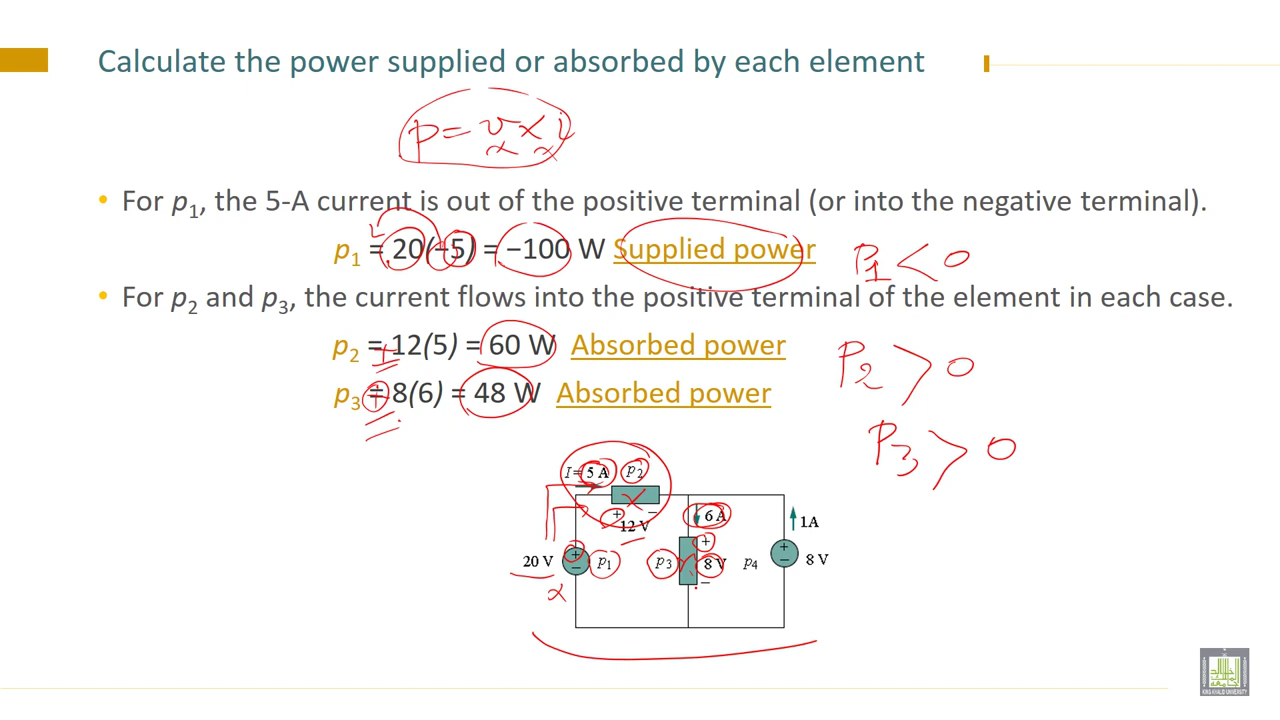 Calculate the power supplied or absorbed by each element
p = v × i
• For p₁, the 5-A current is out of the positive terminal (or into the negative terminal).
p₁ = 20(−5) = −100 W Supplied power
P₁ < 0
• For p₂ and p₃, the current flows into the positive terminal of the element in each case.
p₂ = 12(5) = 60 W Absorbed power
P₂ > 0
p₃ = 8(6) = 48 W Absorbed power
P₃ > 0
I = 5 A p₂
+ 12 V −
6 A
1A
20 V + − p₁
p₃ + 8 V −
p₄ + − 8 V
KING KHALID UNIVERSITY